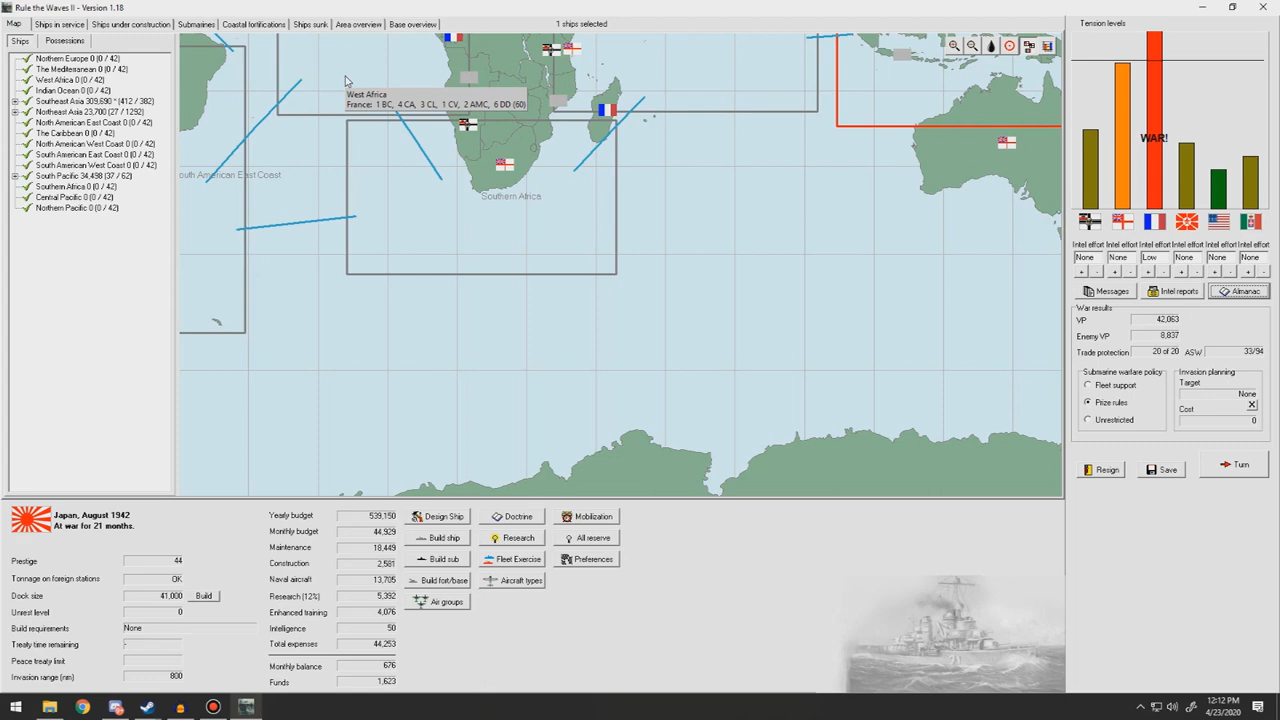 Rule the Waves II - Version 1.18
Map Ships in service Ships under construction Submarines Coastal fortifications Ships sunk Area overview Base overview 1 ships selected
Ships Possessions
Northern Europe 0 (0 / 42)
The Mediterranean 0 (0 / 42)
West Africa 0 (0 / 42)
Indian Ocean 0 (0 / 42)
Southeast Asia 309,690 *(412 / 382)
Northeast Asia 23,700 (27 / 1292)
North American East Coast 0 (0 / 42)
The Caribbean 0 (0 / 42)
North American West Coast 0 (0 / 42)
South American East Coast 0 (0 / 42)
South American West Coast 0 (0 / 42)
South Pacific 34,498 (37 / 62)
Southern Africa 0 (0 / 42)
Central Pacific 0 (0 / 42)
Northern Pacific 0 (0 / 42)
West Africa
France: 1 BC, 4 CA, 3 CL, 1 CV, 2 AMC, 6 DD (60)
outh American East Coast
Southern Africa
Tension levels
WAR!
Intel effort Intel effort Intel effort Intel effort Intel effort Intel effort
None None Low None None None
+ - + - + - + - + - + -
Messages Intel reports Almanac
War results
VP 42,063
Enemy VP 8,837
Trade protection 20 of 20 ASW 33/94
Submarine warfare policy
Fleet support
Prize rules
Unrestricted
Invasion planning
Target
None
Cost X
0
Resign Save Turn
Japan, August 1942
At war for 21 months.
Prestige 44
Tonnage on foreign stations OK
Dock size 41,000 Build
Unrest level 0
Build requirements None
Treaty time remaining -
Peace treaty limit
Invasion range (nm) 800
Yearly budget 539,150
Monthly budget 44,929
Maintenance 18,449
Construction 2,581
Naval aircraft 13,705
Research (12%) 5,392
Enhanced training 4,076
Intelligence 50
Total expenses 44,253
Monthly balance 676
Funds 1,623
Design Ship Doctrine Mobilization
Build ship Research All reserve
Build sub Fleet Exercise Preferences
Build fort/base Aircraft types
Air groups
12:12 PM
4/23/2020